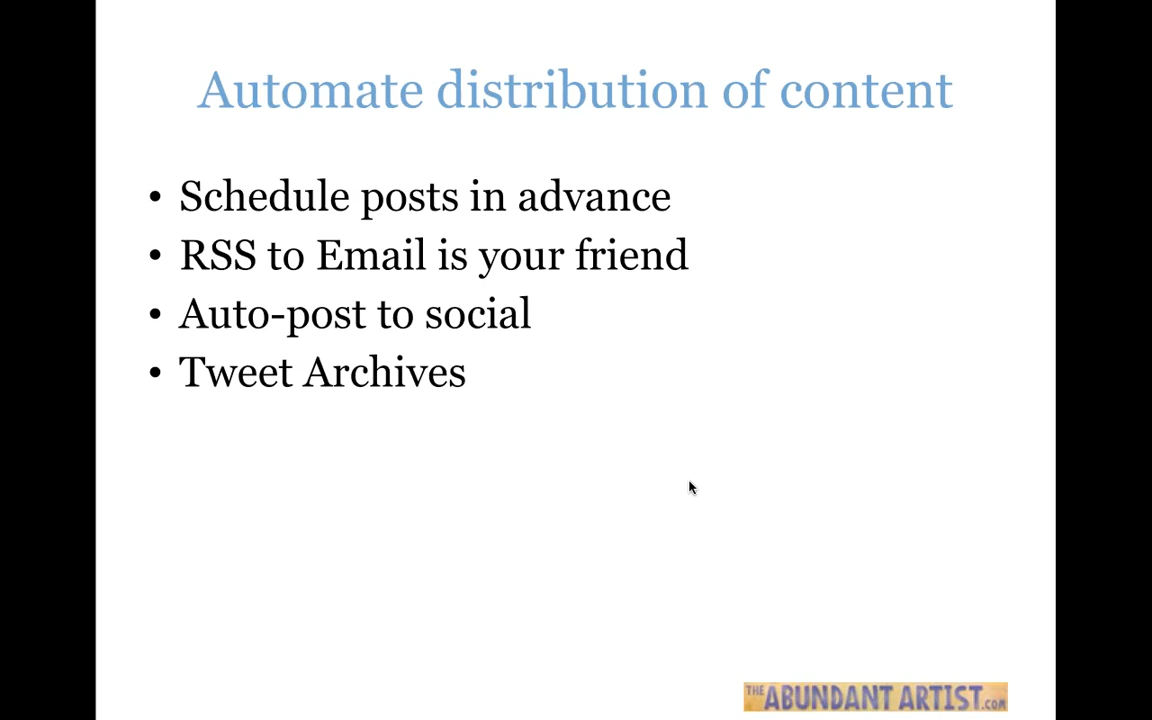 Automate distribution of content
• Schedule posts in advance
• RSS to Email is your friend
• Auto-post to social
• Tweet Archives
THE ABUNDANT ARTIST.COM